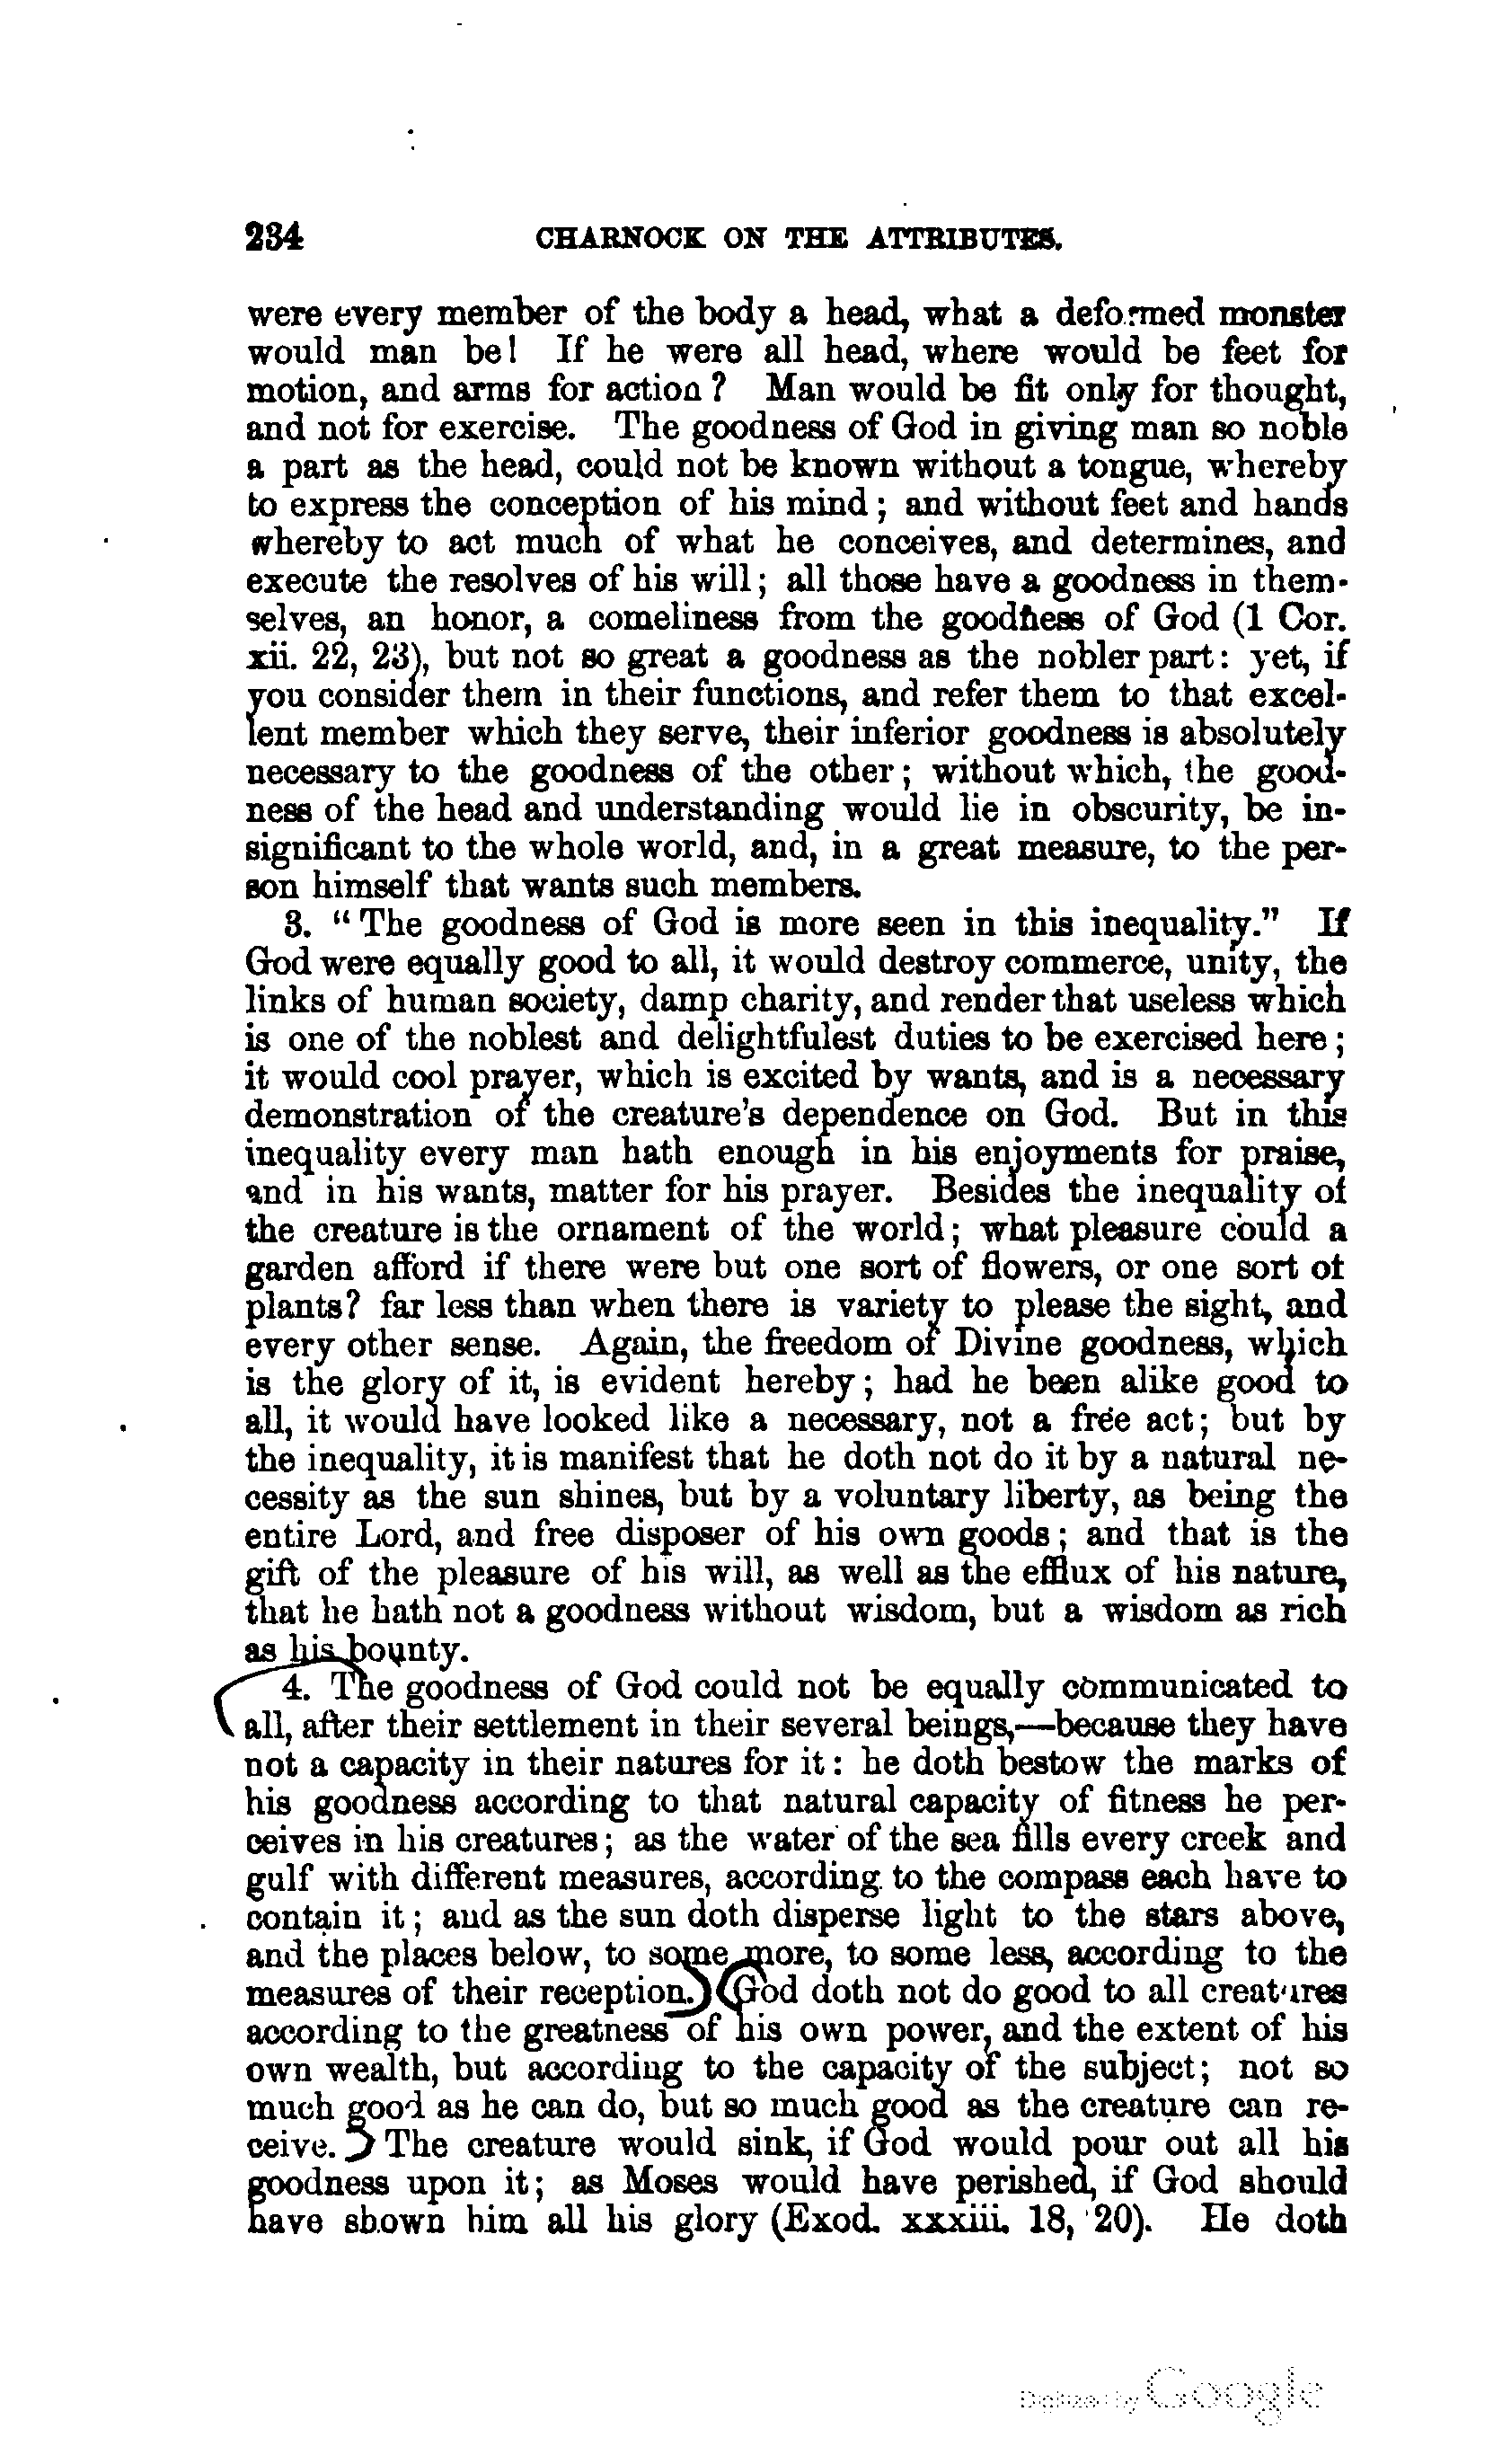 234 CHARNOCK ON THE ATTRIBUTES.
were every member of the body a head, what a deformed monster
would man be! If he were all head, where would be feet for
motion, and arms for action? Man would be fit only for thought,
and not for exercise. The goodness of God in giving man so noble
a part as the head, could not be known without a tongue, whereby
to express the conception of his mind; and without feet and hands
whereby to act much of what he conceives, and determines, and
execute the resolves of his will; all those have a goodness in them-
selves, an honor, a comeliness from the goodness of God (1 Cor.
xii. 22, 23), but not so great a goodness as the nobler part: yet, if
you consider them in their functions, and refer them to that excel-
lent member which they serve, their inferior goodness is absolutely
necessary to the goodness of the other; without which, the good-
ness of the head and understanding would lie in obscurity, be in-
significant to the whole world, and, in a great measure, to the per-
son himself that wants such members.
3. "The goodness of God is more seen in this inequality." If
God were equally good to all, it would destroy commerce, unity, the
links of human society, damp charity, and render that useless which
is one of the noblest and delightfulest duties to be exercised here;
it would cool prayer, which is excited by wants, and is a necessary
demonstration of the creature's dependence on God. But in this
inequality every man hath enough in his enjoyments for praise,
and in his wants, matter for his prayer. Besides the inequality of
the creature is the ornament of the world; what pleasure could a
garden afford if there were but one sort of flowers, or one sort of
plants? far less than when there is variety to please the sight, and
every other sense. Again, the freedom of Divine goodness, which
is the glory of it, is evident hereby; had he been alike good to
all, it would have looked like a necessary, not a free act; but by
the inequality, it is manifest that he doth not do it by a natural ne-
cessity as the sun shines, but by a voluntary liberty, as being the
entire Lord, and free disposer of his own goods; and that is the
gift of the pleasure of his will, as well as the efflux of his nature,
that he hath not a goodness without wisdom, but a wisdom as rich
as his bounty.
4. The goodness of God could not be equally communicated to
all, after their settlement in their several beings,—because they have
not a capacity in their natures for it: he doth bestow the marks of
his goodness according to that natural capacity of fitness he per-
ceives in his creatures; as the water of the sea fills every creek and
gulf with different measures, according to the compass each have to
contain it; and as the sun doth disperse light to the stars above,
and the places below, to some more, to some less, according to the
measures of their reception. God doth not do good to all creatures
according to the greatness of his own power, and the extent of his
own wealth, but according to the capacity of the subject; not so
much good as he can do, but so much good as the creature can re-
ceive. The creature would sink, if God would pour out all his
goodness upon it; as Moses would have perished, if God should
have shown him all his glory (Exod. xxxiii. 18, 20). He doth
Digitized by Google